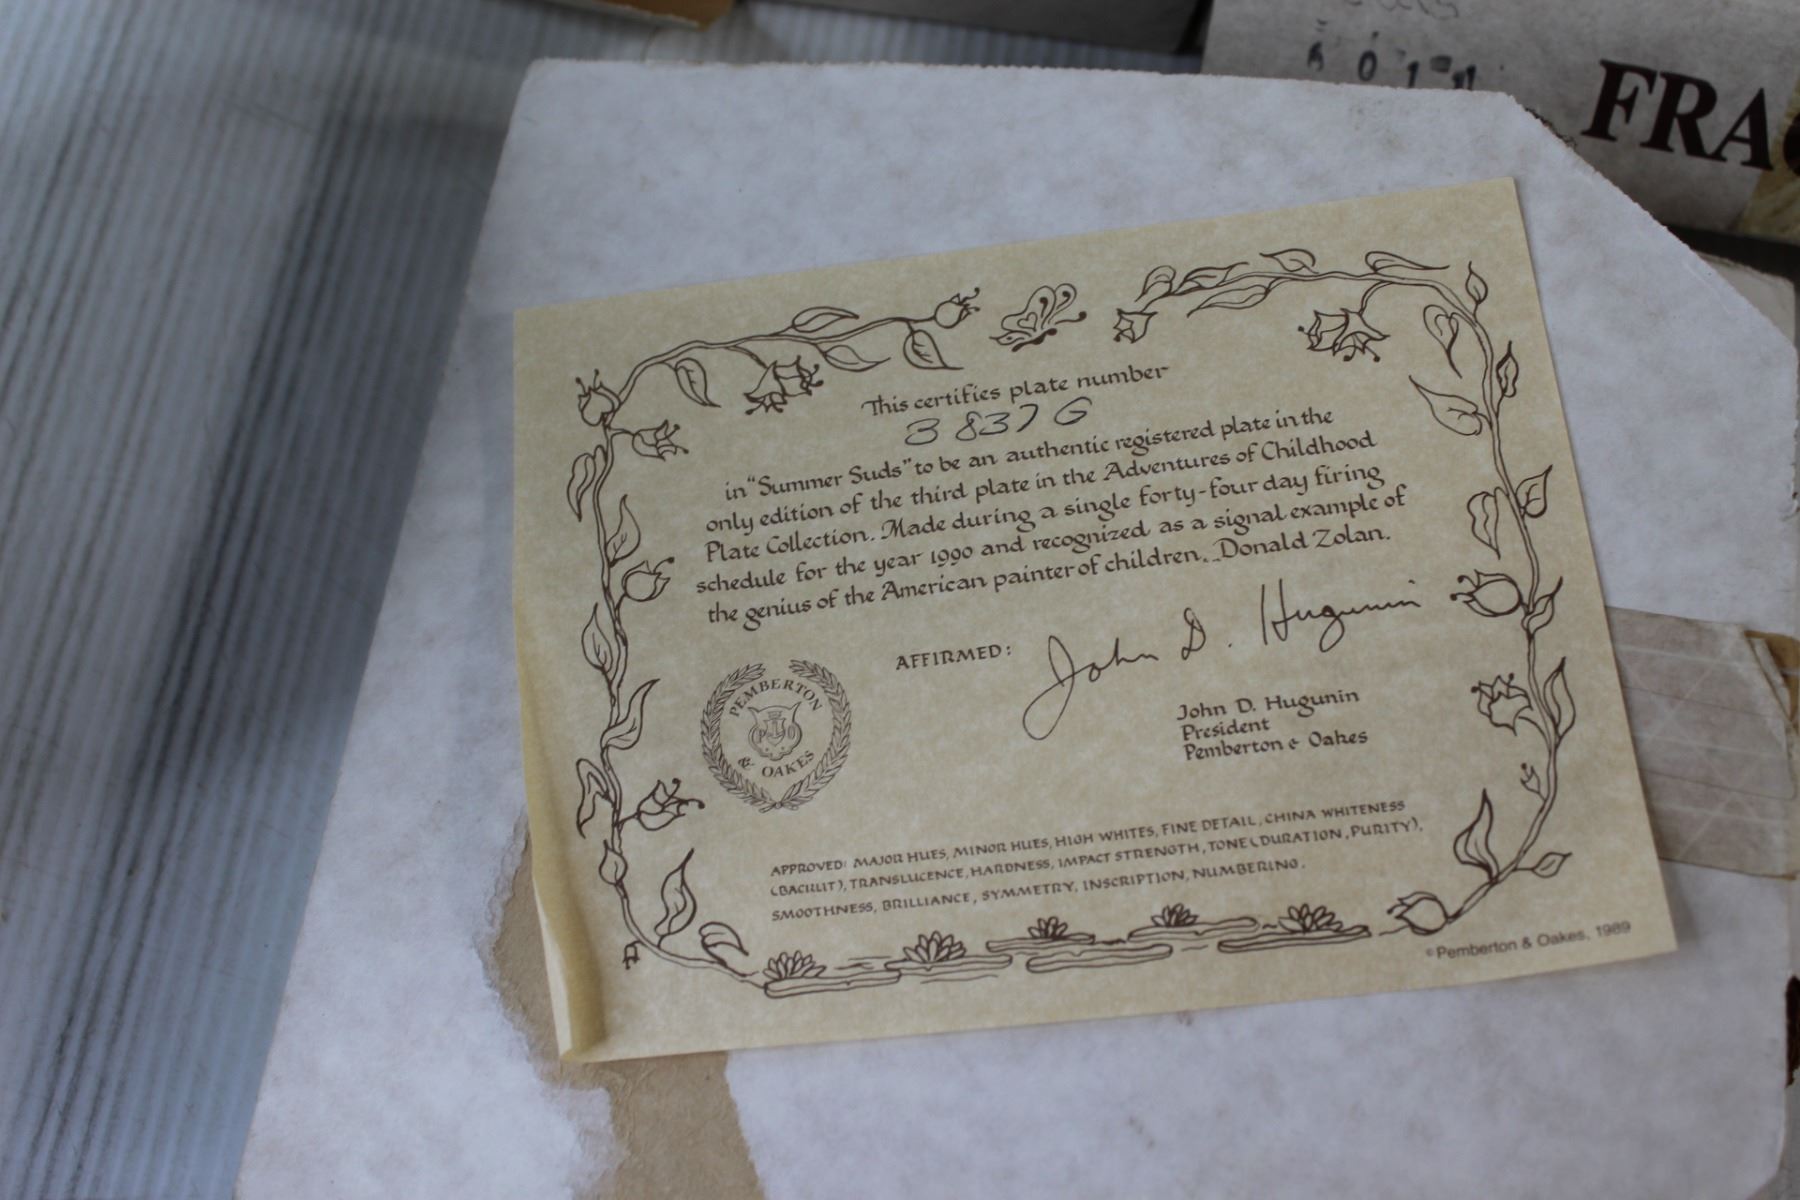 FRA
This certifies plate number
3837G
in "Summer Suds" to be an authentic registered plate in the
only edition of the third plate in the Adventures of Childhood
Plate Collection. Made during a single forty-four day firing
schedule for the year 1990 and recognized as a signal example of
the genius of the American painter of children, Donald Zolan.
AFFIRMED: John D. Hugunin
PEMBERTON
P&O
& OAKES
John D. Hugunin
President
Pemberton & Oakes
APPROVED: MAJOR HUES, MINOR HUES, HIGH WHITES, FINE DETAIL, CHINA WHITENESS
(BACKLIT), TRANSLUCENCE, HARDNESS, IMPACT STRENGTH, TONE (DURATION, PURITY),
SMOOTHNESS, BRILLIANCE, SYMMETRY, INSCRIPTION, NUMBERING.
©Pemberton & Oakes, 1989